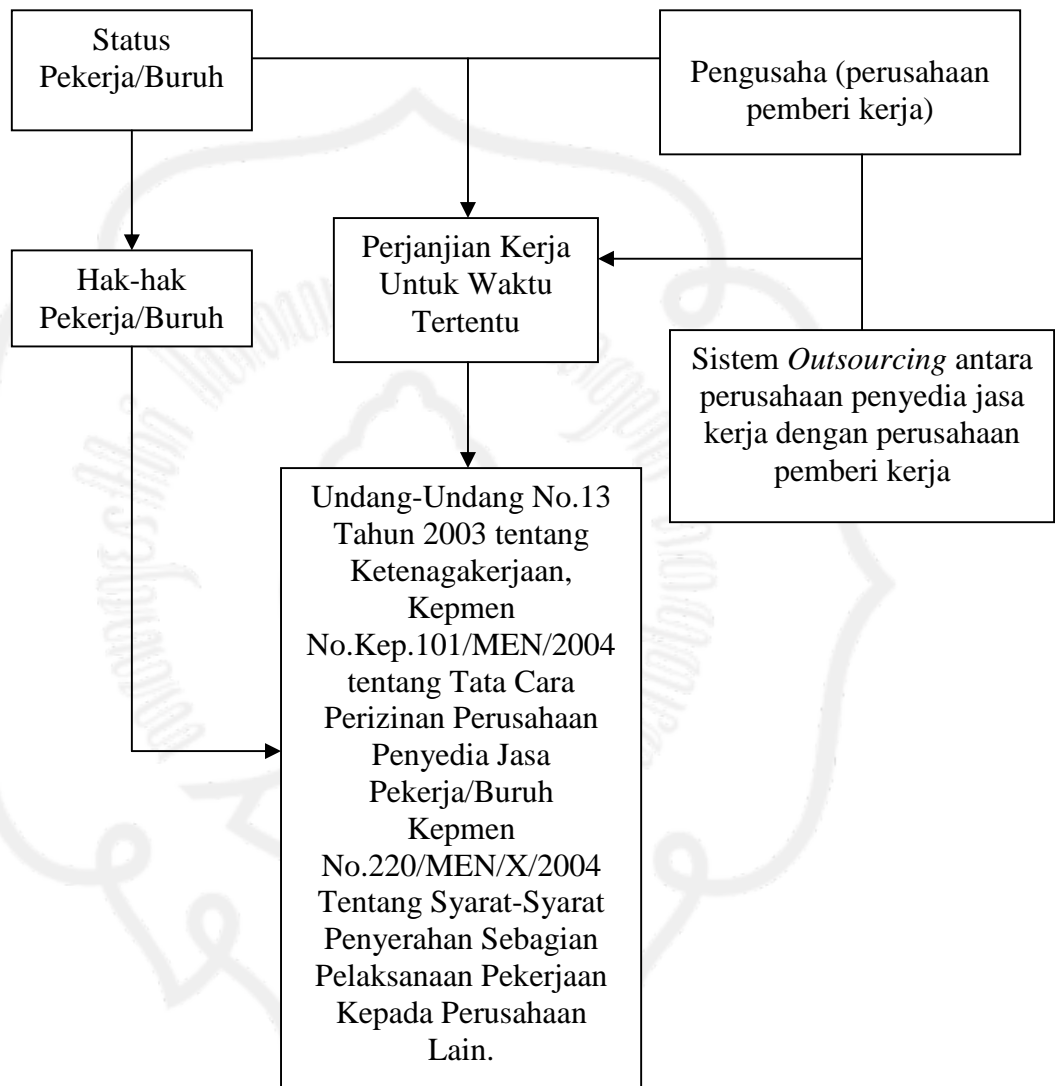 Status
Pekerja/Buruh
Pengusaha (perusahaan
pemberi kerja)
Hak-hak
Pekerja/Buruh
Perjanjian Kerja
Untuk Waktu
Tertentu
Sistem Outsourcing antara
perusahaan penyedia jasa
kerja dengan perusahaan
pemberi kerja
Undang-Undang No.13
Tahun 2003 tentang
Ketenagakerjaan,
Kepmen
No.Kep.101/MEN/2004
tentang Tata Cara
Perizinan Perusahaan
Penyedia Jasa
Pekerja/Buruh
Kepmen
No.220/MEN/X/2004
Tentang Syarat-Syarat
Penyerahan Sebagian
Pelaksanaan Pekerjaan
Kepada Perusahaan
Lain.